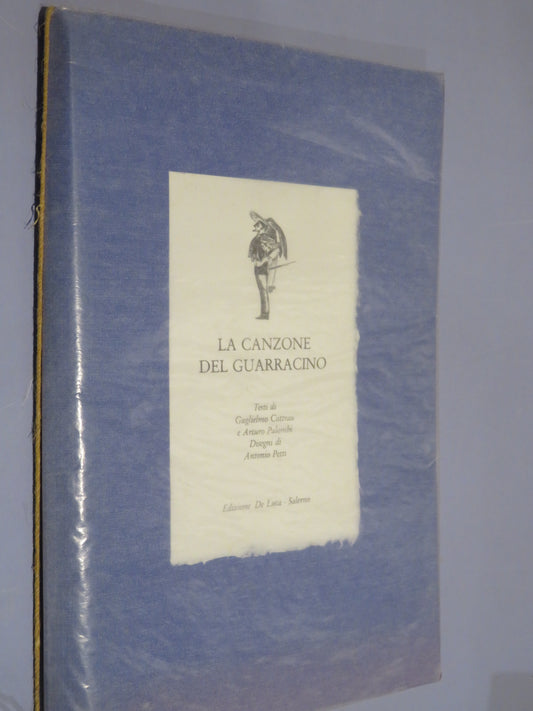 LA CANZONE
DEL GUARRACINO
Testi di
Guglielmo Cottrau
e Arturo Palombi
Disegni di
Antonio Petti
Edizione De Luca - Salerno